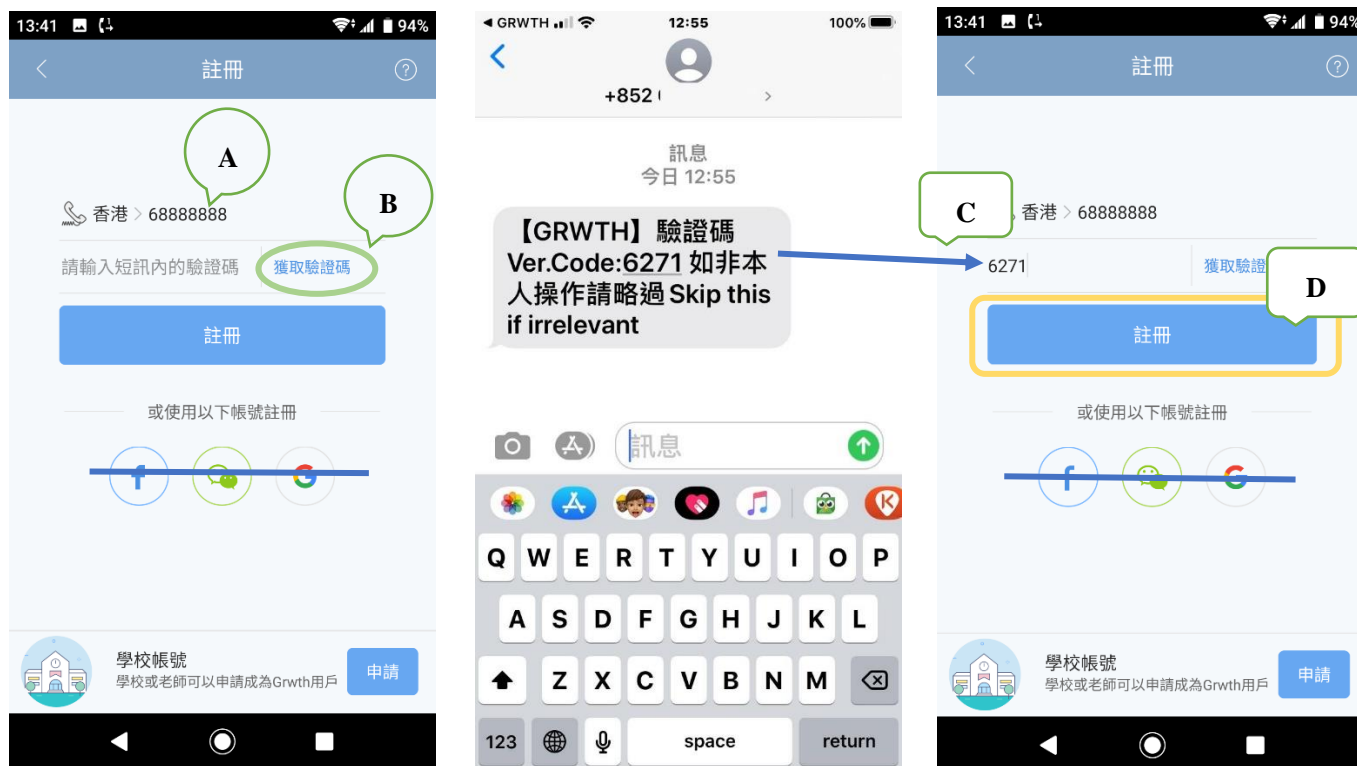 13:41 94%
註冊
?
A
B
香港 > 68888888
請輸入短訊內的驗證碼 獲取驗證碼
註冊
或使用以下帳號註冊
f G
學校帳號
學校或老師可以申請成為Grwth用戶
申請
GRWTH 12:55 100%
+852
訊息
今日 12:55
【GRWTH】驗證碼
Ver.Code:6271 如非本
人操作請略過 Skip this
if irrelevant
訊息
Q W E R T Y U I O P
A S D F G H J K L
Z X C V B N M
123 space return
13:41 94%
註冊
?
C
香港 > 68888888
6271 獲取驗證
D
註冊
或使用以下帳號註冊
f G
學校帳號
學校或老師可以申請成為Grwth用戶
申請